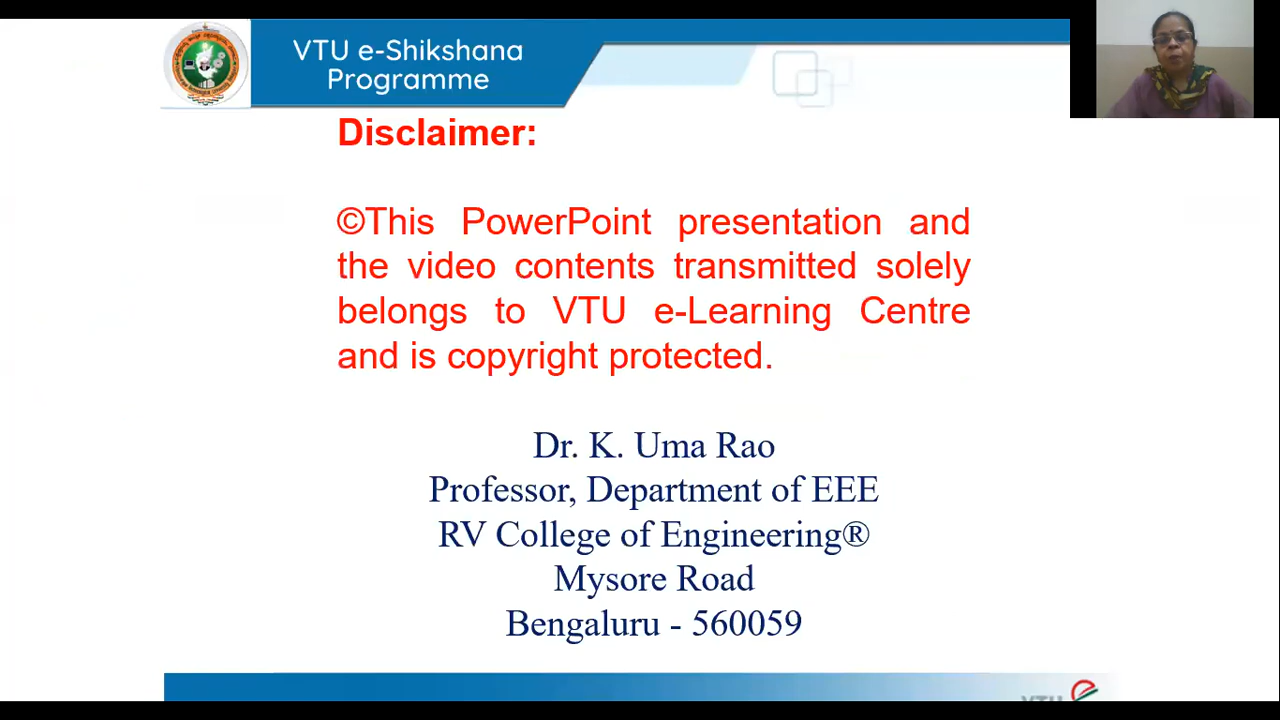 VTU e-Shikshana
Programme
Disclaimer:
©This PowerPoint presentation and
the video contents transmitted solely
belongs to VTU e-Learning Centre
and is copyright protected.
Dr. K. Uma Rao
Professor, Department of EEE
RV College of Engineering®
Mysore Road
Bengaluru - 560059
VTU